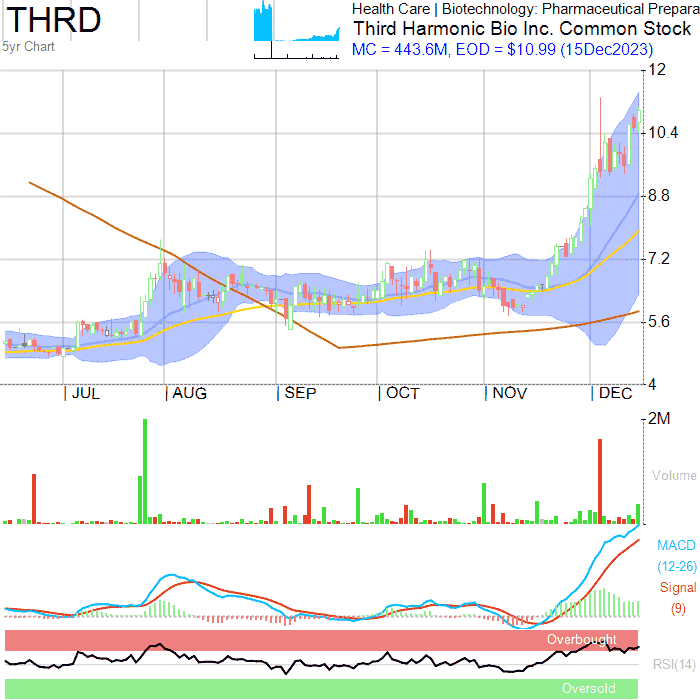 THRD
5yr Chart
Health Care | Biotechnology: Pharmaceutical Prepara
Third Harmonic Bio Inc. Common Stock
MC = 443.6M, EOD = $10.99 (15Dec2023)
12
10.4
8.8
7.2
5.6
4
JUL AUG SEP OCT NOV DEC
2M
Volume
MACD
(12-26)
Signal
(9)
Overbought
RSI(14)
Oversold